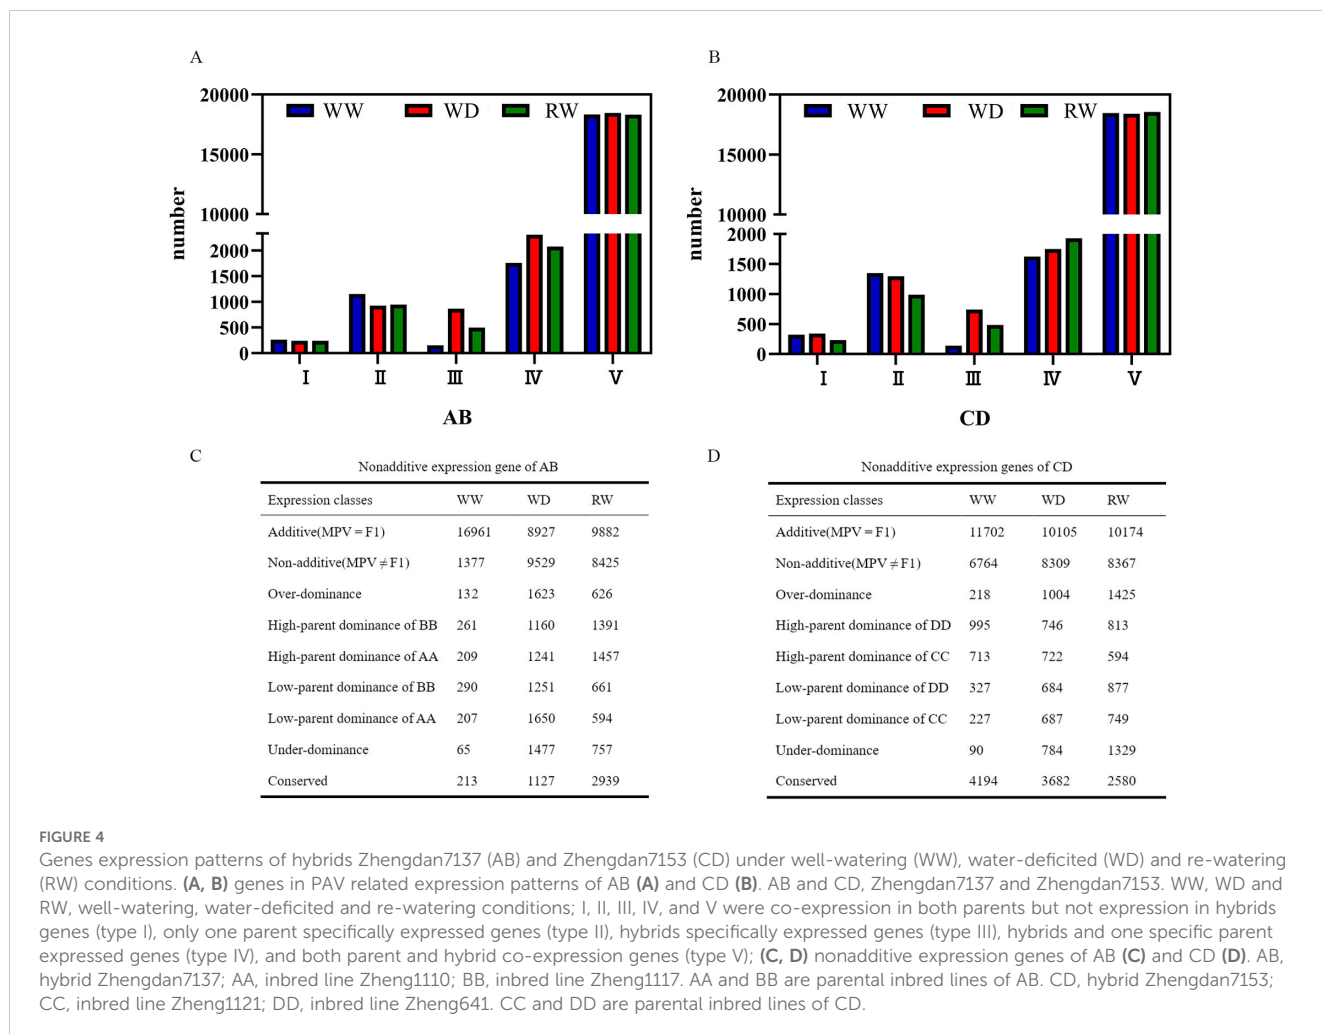 A
20000
15000
10000
2000
1500
1000
500
0
number
WW WD RW
I II III IV V
AB
B
20000
15000
10000
2000
1500
1000
500
0
number
WW WD RW
I II III IV V
CD
C
Nonadditive expression gene of AB
Expression classes WW WD RW
Additive(MPV = F1) 16961 8927 9882
Non-additive(MPV ≠ F1) 1377 9529 8425
Over-dominance 132 1623 626
High-parent dominance of BB 261 1160 1391
High-parent dominance of AA 209 1241 1457
Low-parent dominance of BB 290 1251 661
Low-parent dominance of AA 207 1650 594
Under-dominance 65 1477 757
Conserved 213 1127 2939
D
Nonadditive expression genes of CD
Expression classes WW WD RW
Additive(MPV = F1) 11702 10105 10174
Non-additive(MPV ≠ F1) 6764 8309 8367
Over-dominance 218 1004 1425
High-parent dominance of DD 995 746 813
High-parent dominance of CC 713 722 594
Low-parent dominance of DD 327 684 877
Low-parent dominance of CC 227 687 749
Under-dominance 90 784 1329
Conserved 4194 3682 2580
FIGURE 4
Genes expression patterns of hybrids Zhengdan7137 (AB) and Zhengdan7153 (CD) under well-watering (WW), water-deficited (WD) and re-watering
(RW) conditions. (A, B) genes in PAV related expression patterns of AB (A) and CD (B). AB and CD, Zhengdan7137 and Zhengdan7153. WW, WD and
RW, well-watering, water-deficited and re-watering conditions; I, II, III, IV, and V were co-expression in both parents but not expression in hybrids
genes (type I), only one parent specifically expressed genes (type II), hybrids specifically expressed genes (type III), hybrids and one specific parent
expressed genes (type IV), and both parent and hybrid co-expression genes (type V); (C, D) nonadditive expression genes of AB (C) and CD (D). AB,
hybrid Zhengdan7137; AA, inbred line Zheng1110; BB, inbred line Zheng1117. AA and BB are parental inbred lines of AB. CD, hybrid Zhengdan7153;
CC, inbred line Zheng1121; DD, inbred line Zheng641. CC and DD are parental inbred lines of CD.